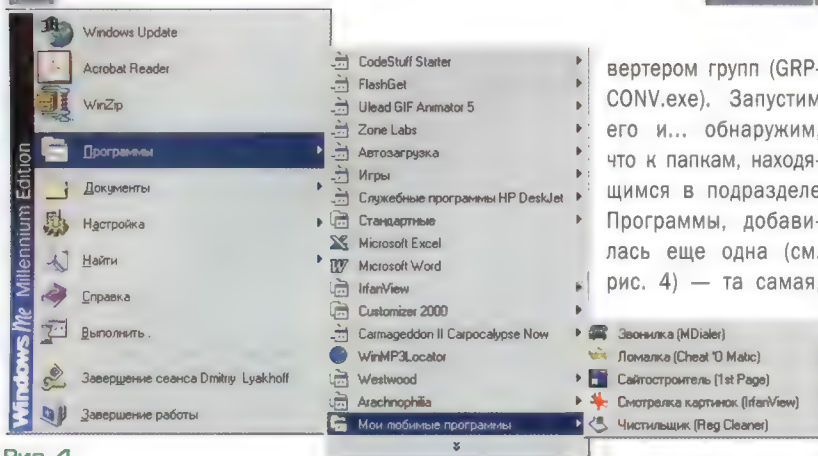 Windows Me Millennium Edition
Windows Update
Acrobat Reader
WinZip
Программы
Документы
Настройка
Найти
Справка
Выполнить .
Завершение сеанса Dmitriy Lyakhoff
Завершение работы
CodeStuff Starter
FlashGet
Ulead GIF Animator 5
Zone Labs
Автозагрузка
Игры
Служебные программы HP DeskJet
Стандартные
Microsoft Excel
Microsoft Word
IrfanView
Customizer 2000
Carmageddon II Carpocalypse Now
WinMP3Locator
Westwood
Arachnophilia
Мои любимые программы
Звонилка (MDialer)
Ломалка (Cheat 'O Matic)
Сайтостроитель (1st Page)
Смотрелка картинок (IrfanView)
Чистильщик (Reg Cleaner)
вертером групп (GRP-
CONV.exe). Запустим
его и... обнаружим,
что к папкам, находя-
щимся в подразделе
Программы, добави-
лась еще одна (см.
рис. 4) — та самая,
Рис. 4